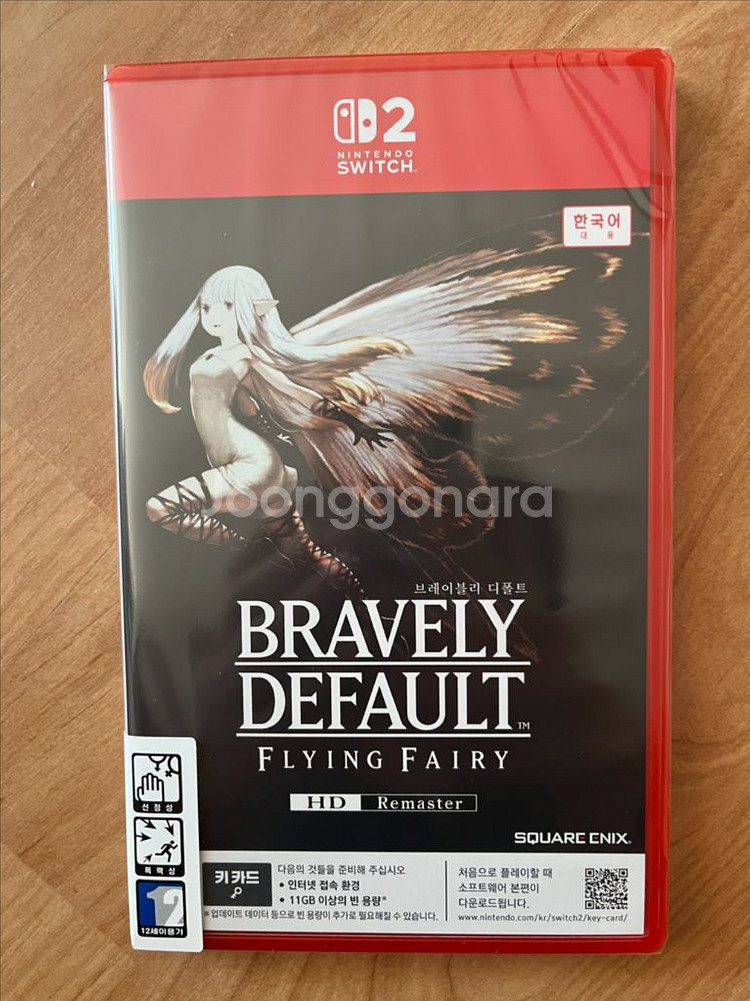 2
NINTENDO
SWITCH™
한국어
대응
Joonggonara
브레이블리 디폴트
BRAVELY
DEFAULT™
FLYING FAIRY
HD Remaster
SQUARE ENIX®
선정성
폭력성
12
12세이용가
키 카드
다음의 것들을 준비해 주십시오
• 인터넷 접속 환경
• 11GB 이상의 빈 용량※
※업데이트 데이터 등으로 빈 용량이 추가로 필요해질 수 있습니다.
처음으로 플레이할 때
소프트웨어 본편이
다운로드됩니다.
www.nintendo.com/kr/switch2/key-card/